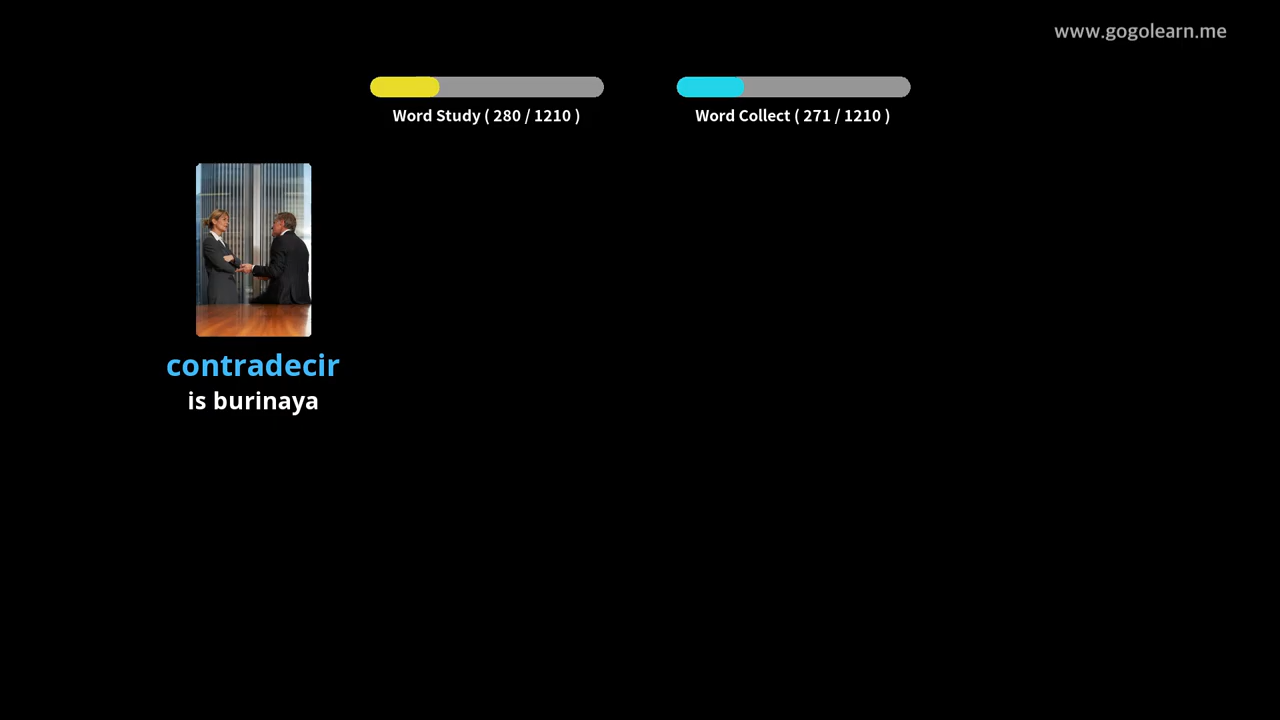 www.gogolearn.me
Word Study ( 280 / 1210 )
Word Collect ( 271 / 1210 )
contradecir
is burinaya